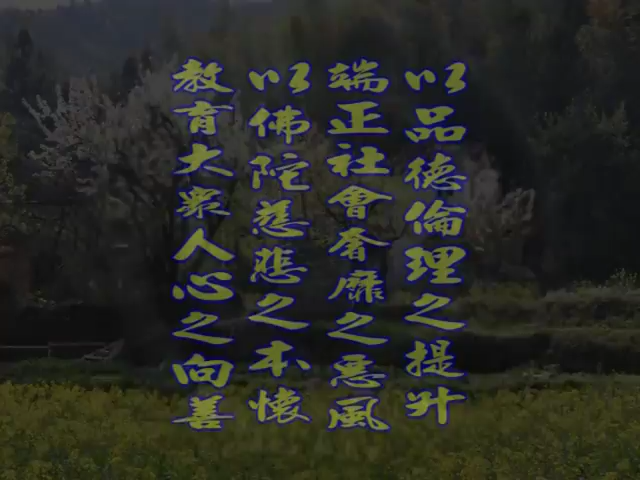 以品德倫理之提升
端正社會奢靡之惡風
以佛陀慈悲之本懷
教育大眾人心之向善